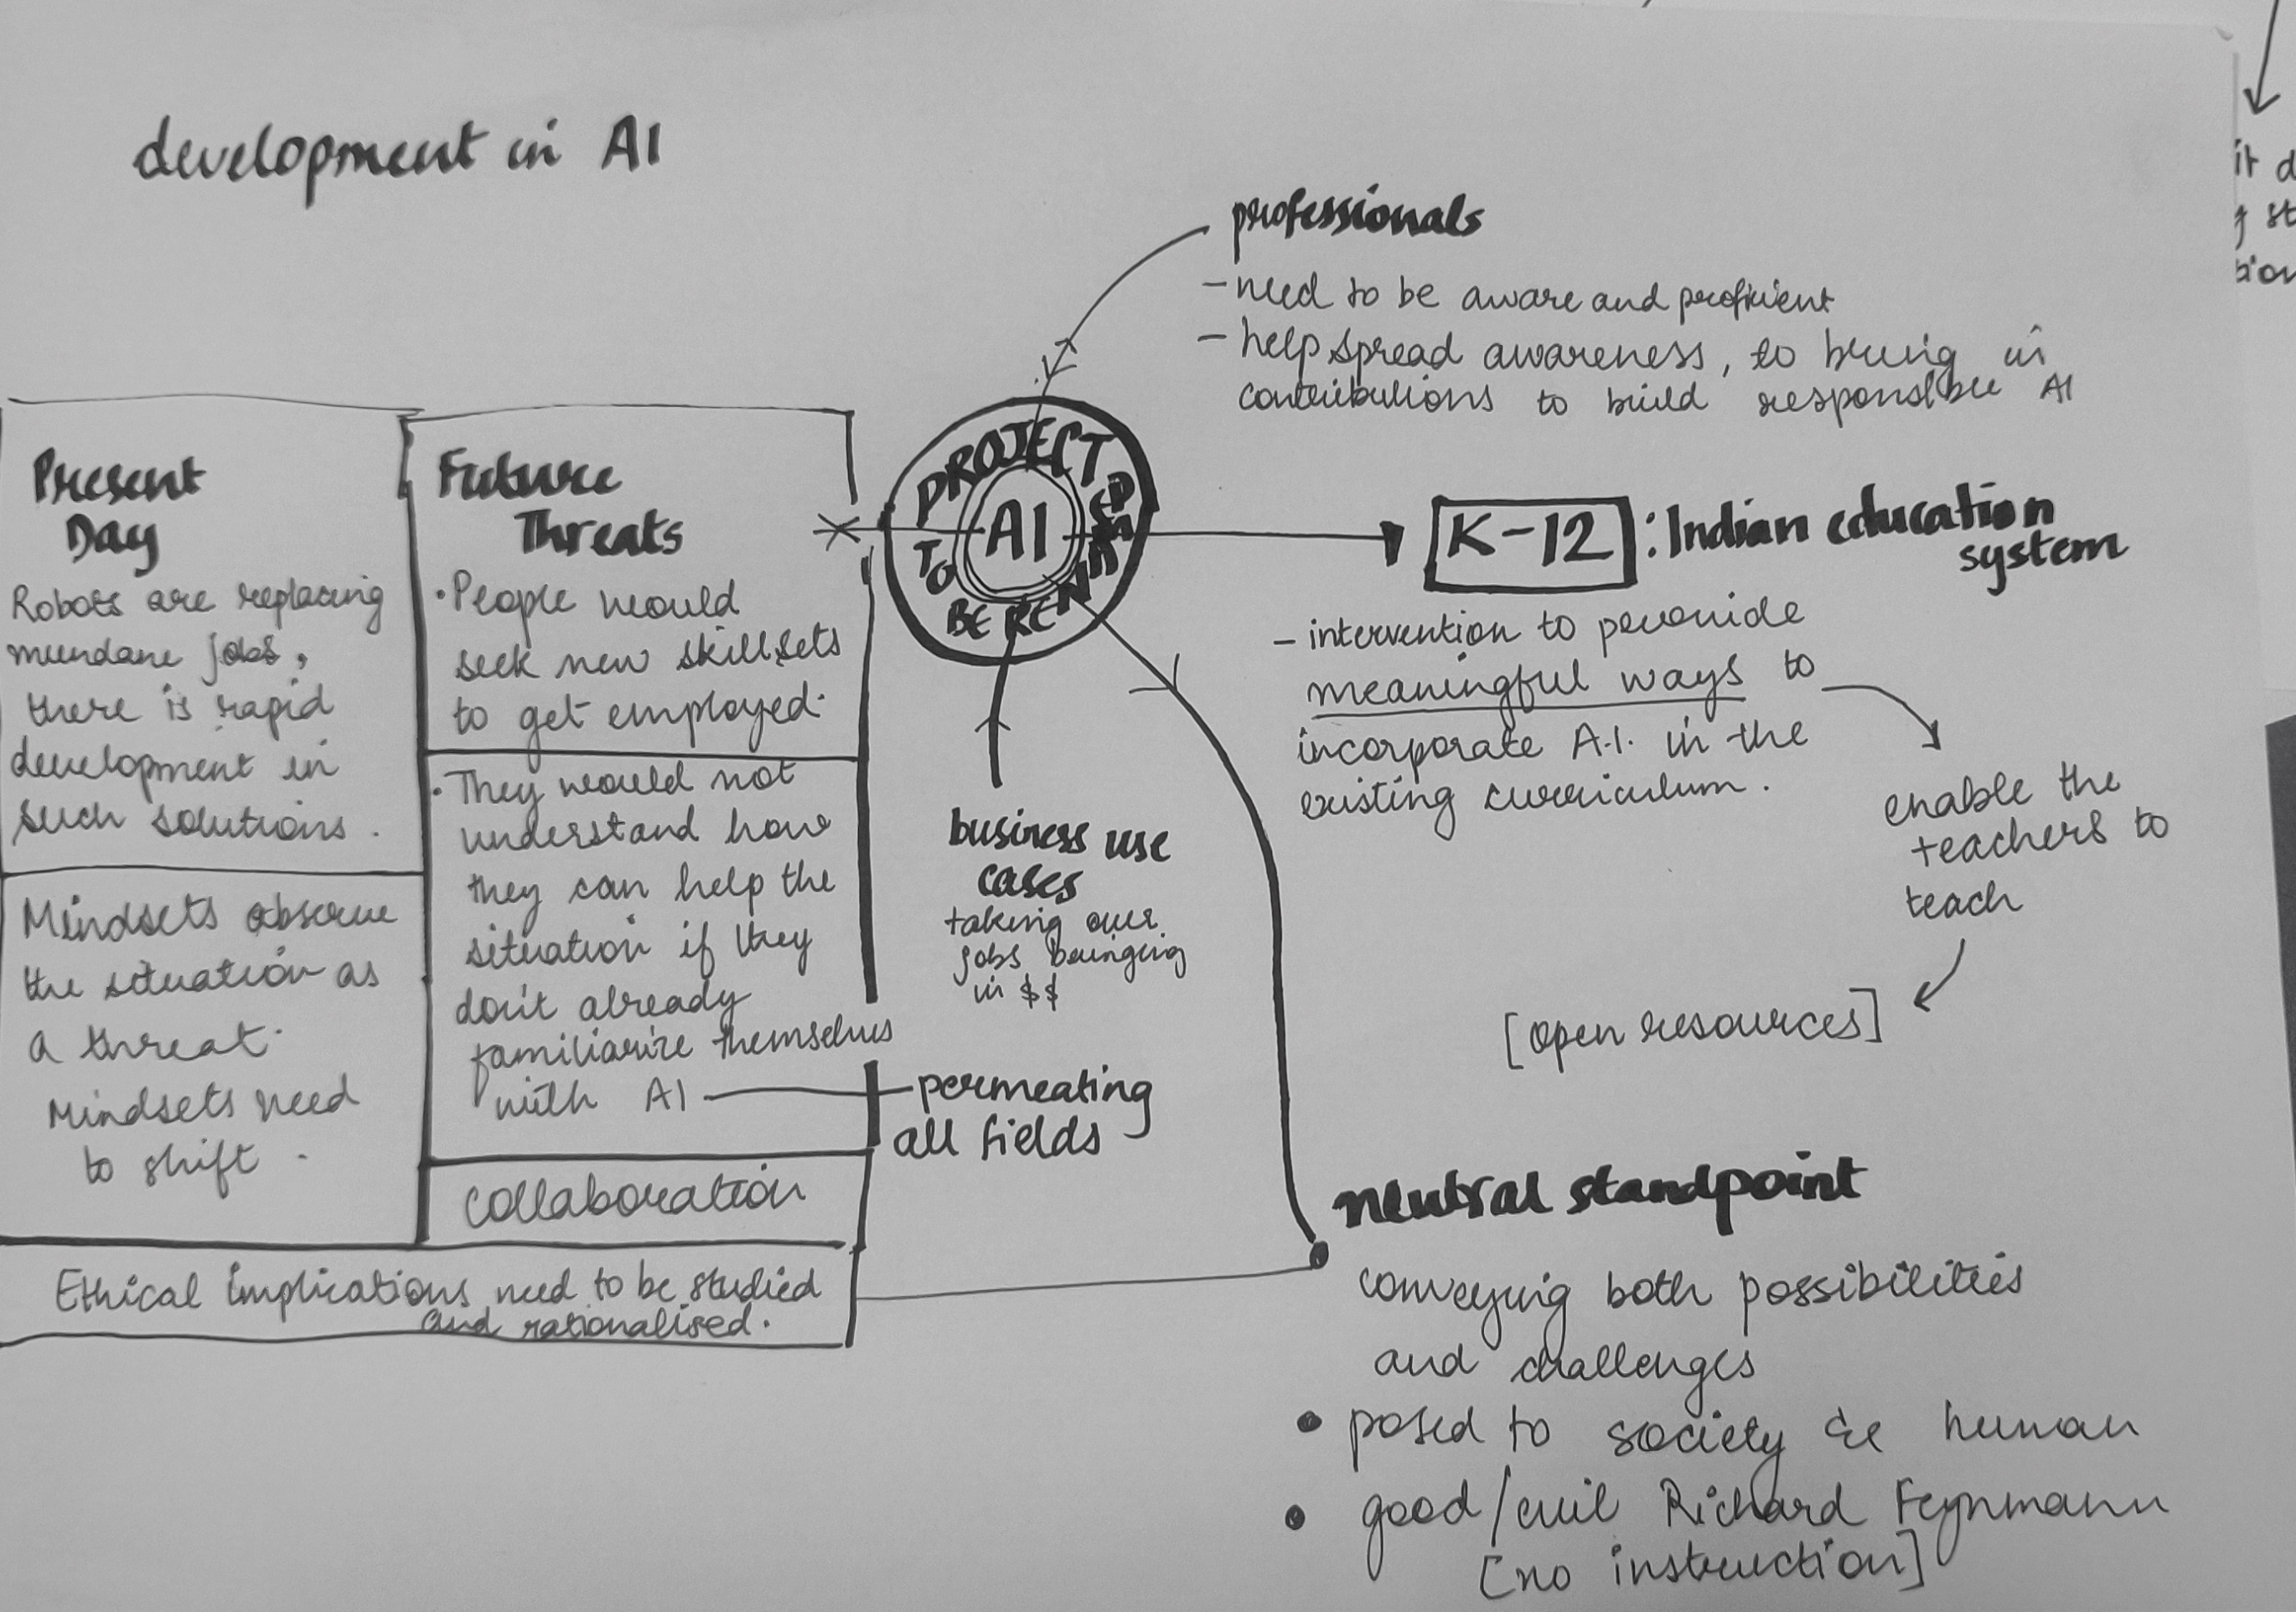 development in AI
professionals
- need to be aware and proficient
- help spread awareness, to bring in
contributions to build responsible AI
Present
Day
Robots are replacing
mundane jobs,
there is rapid
development in
such solutions.
Mindsets observe
the situation as
a threat.
Mindsets need
to shift.
Future
Threats
• People would
seek new skillsets
to get employed.
• They would not
understand how
they can help the
situation if they
don't already
familiarize themselves
with AI
permeating
all fields
collaboration
Ethical implications need to be studied
and rationalised.
PROJECT
TO
BE RENAMED
AI
business use
cases
taking over
jobs bringing
in $$
K-12 : Indian education
system
- intervention to provide
meaningful ways to
incorporate A.I. in the
existing curriculum.
enable the
teachers to
teach
[open resources]
neutral standpoint
conveying both possibilities
and challenges
• posed to society & human
• good/evil Richard Feynmann
[no instruction]
it d
st